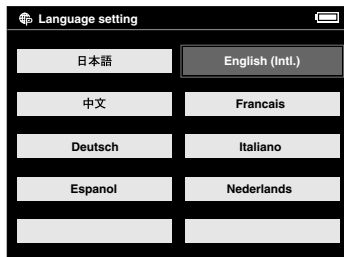 Language setting
日本語
English (Intl.)
中文
Francais
Deutsch
Italiano
Espanol
Nederlands